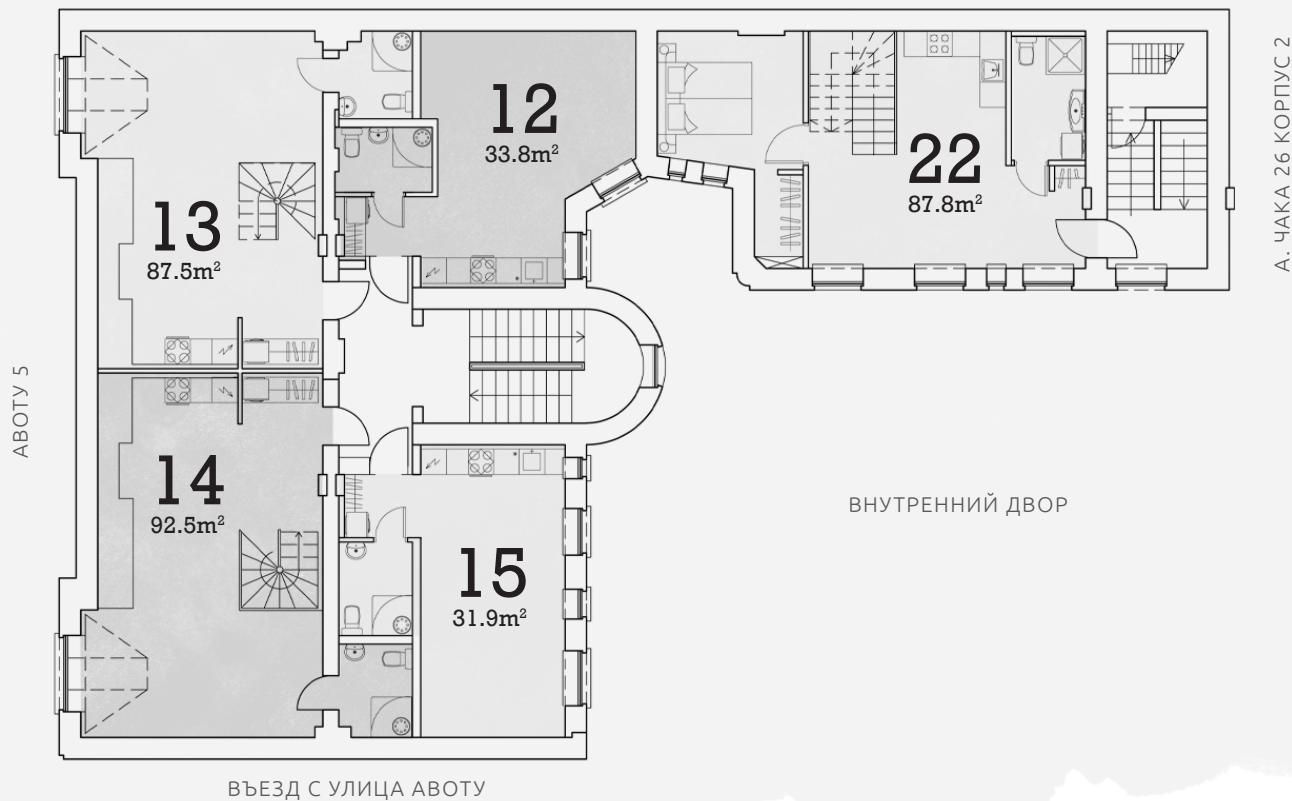 12
33.8m²
22
87.8m²
13
87.5m²
14
92.5m²
15
31.9m²
АВОТУ 5
А. ЧАКА 26 КОРПУС 2
ВНУТРЕННИЙ ДВОР
ВЪЕЗД С УЛИЦА АВОТУ